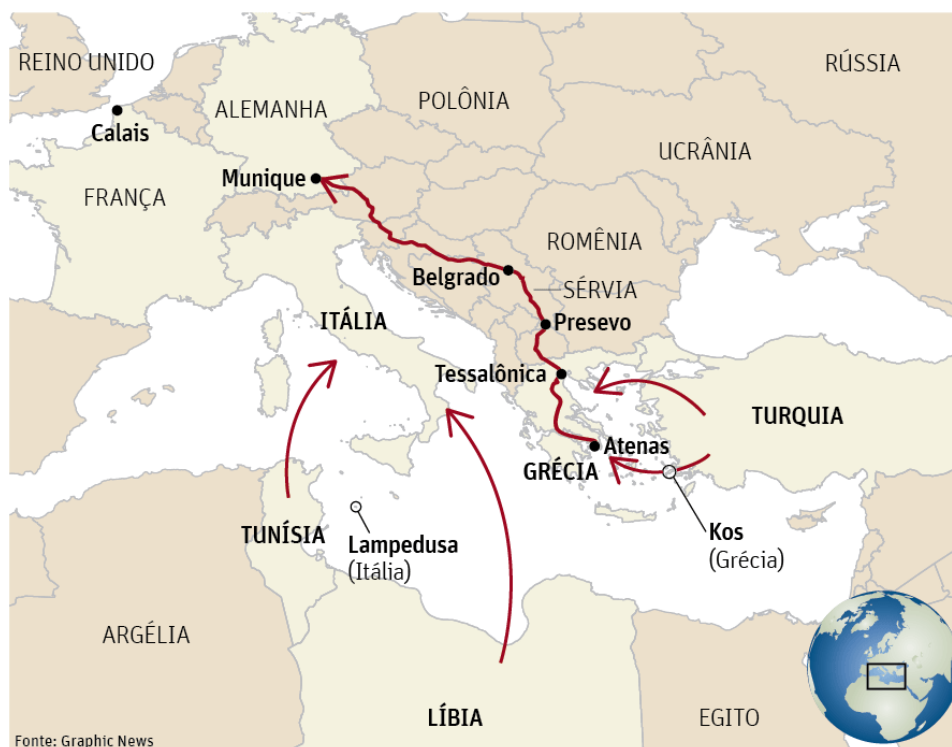 REINO UNIDO
RÚSSIA
POLÔNIA
ALEMANHA
Calais
UCRÂNIA
Munique
FRANÇA
ROMÊNIA
Belgrado
SÉRVIA
ITÁLIA
Presevo
Tessalônica
TURQUIA
Atenas
GRÉCIA
TUNÍSIA
Kos
(Grécia)
Lampedusa
(Itália)
ARGÉLIA
LÍBIA
EGITO
Fonte: Graphic News